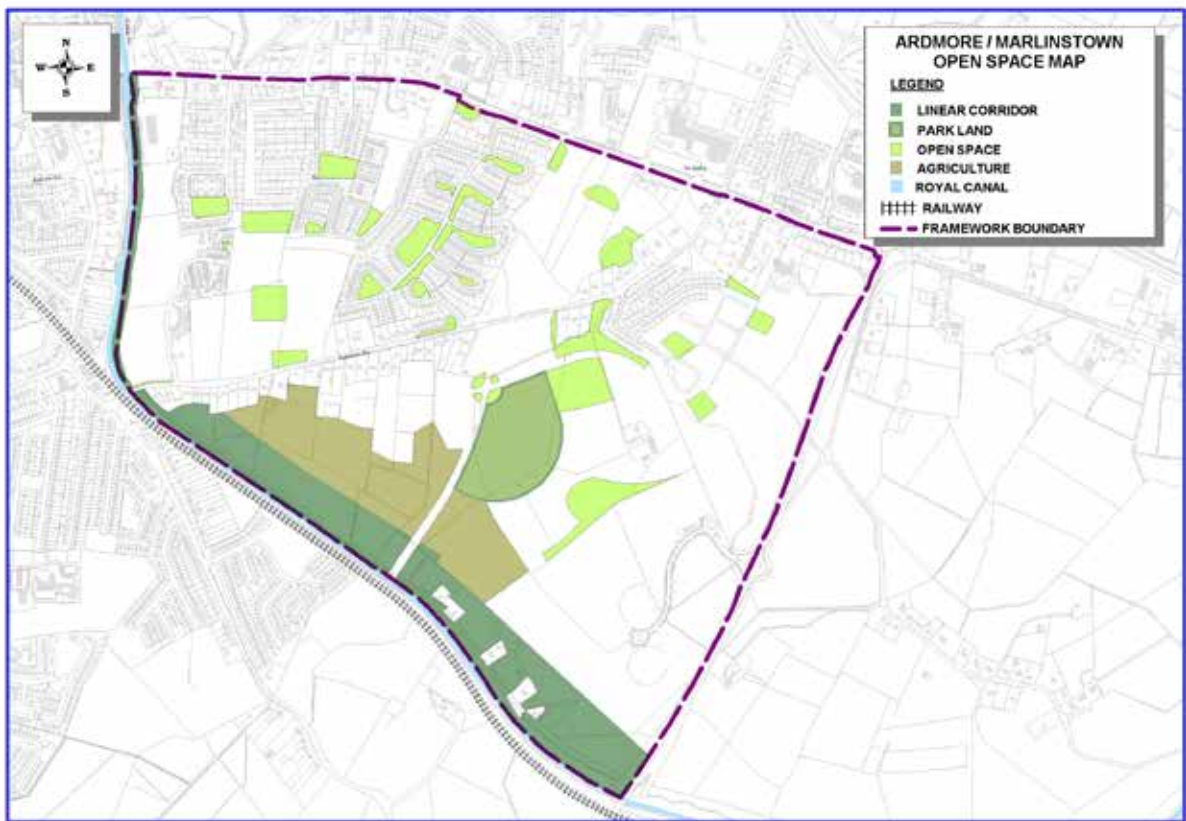 N
W E
S
ARDMORE / MARLINSTOWN
OPEN SPACE MAP
LEGEND
LINEAR CORRIDOR
PARK LAND
OPEN SPACE
AGRICULTURE
ROYAL CANAL
RAILWAY
FRAMEWORK BOUNDARY